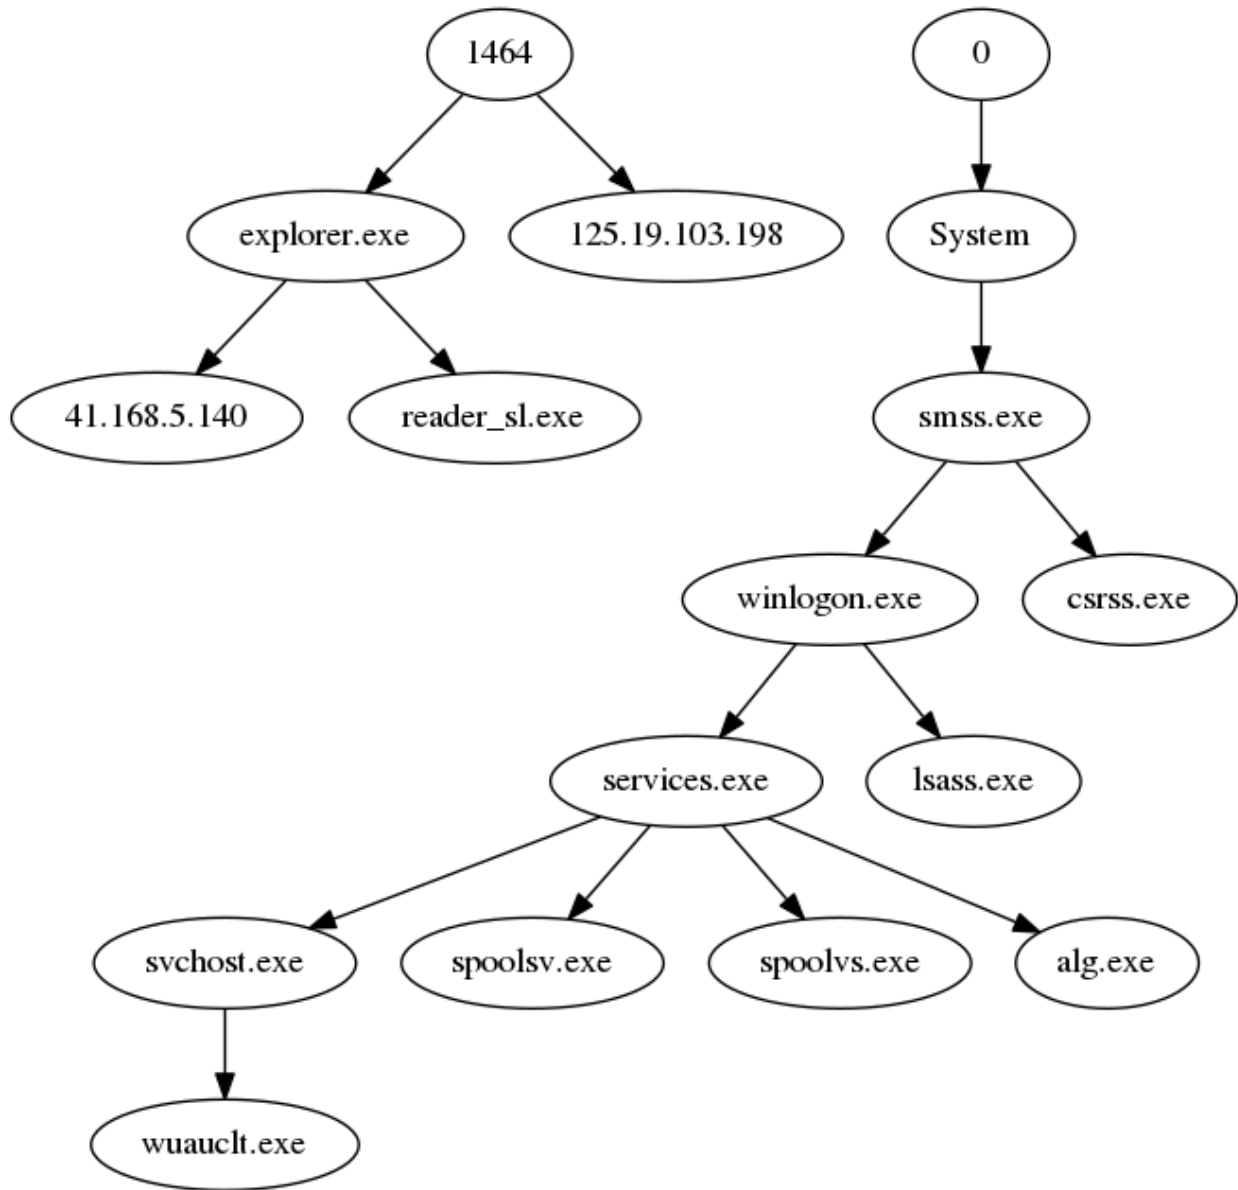 1464
0
explorer.exe
125.19.103.198
System
41.168.5.140
reader_sl.exe
smss.exe
winlogon.exe
csrss.exe
services.exe
lsass.exe
svchost.exe
spoolsv.exe
spoolvs.exe
alg.exe
wuauclt.exe